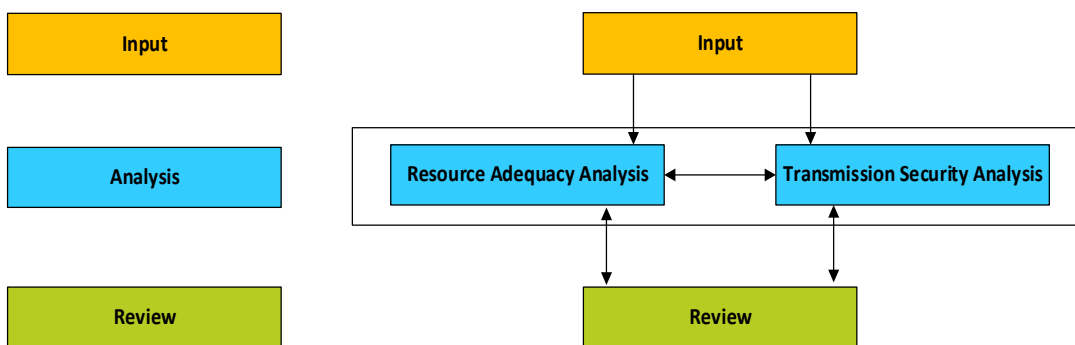 Input
Input
Analysis
Resource Adequacy Analysis
Transmission Security Analysis
Review
Review